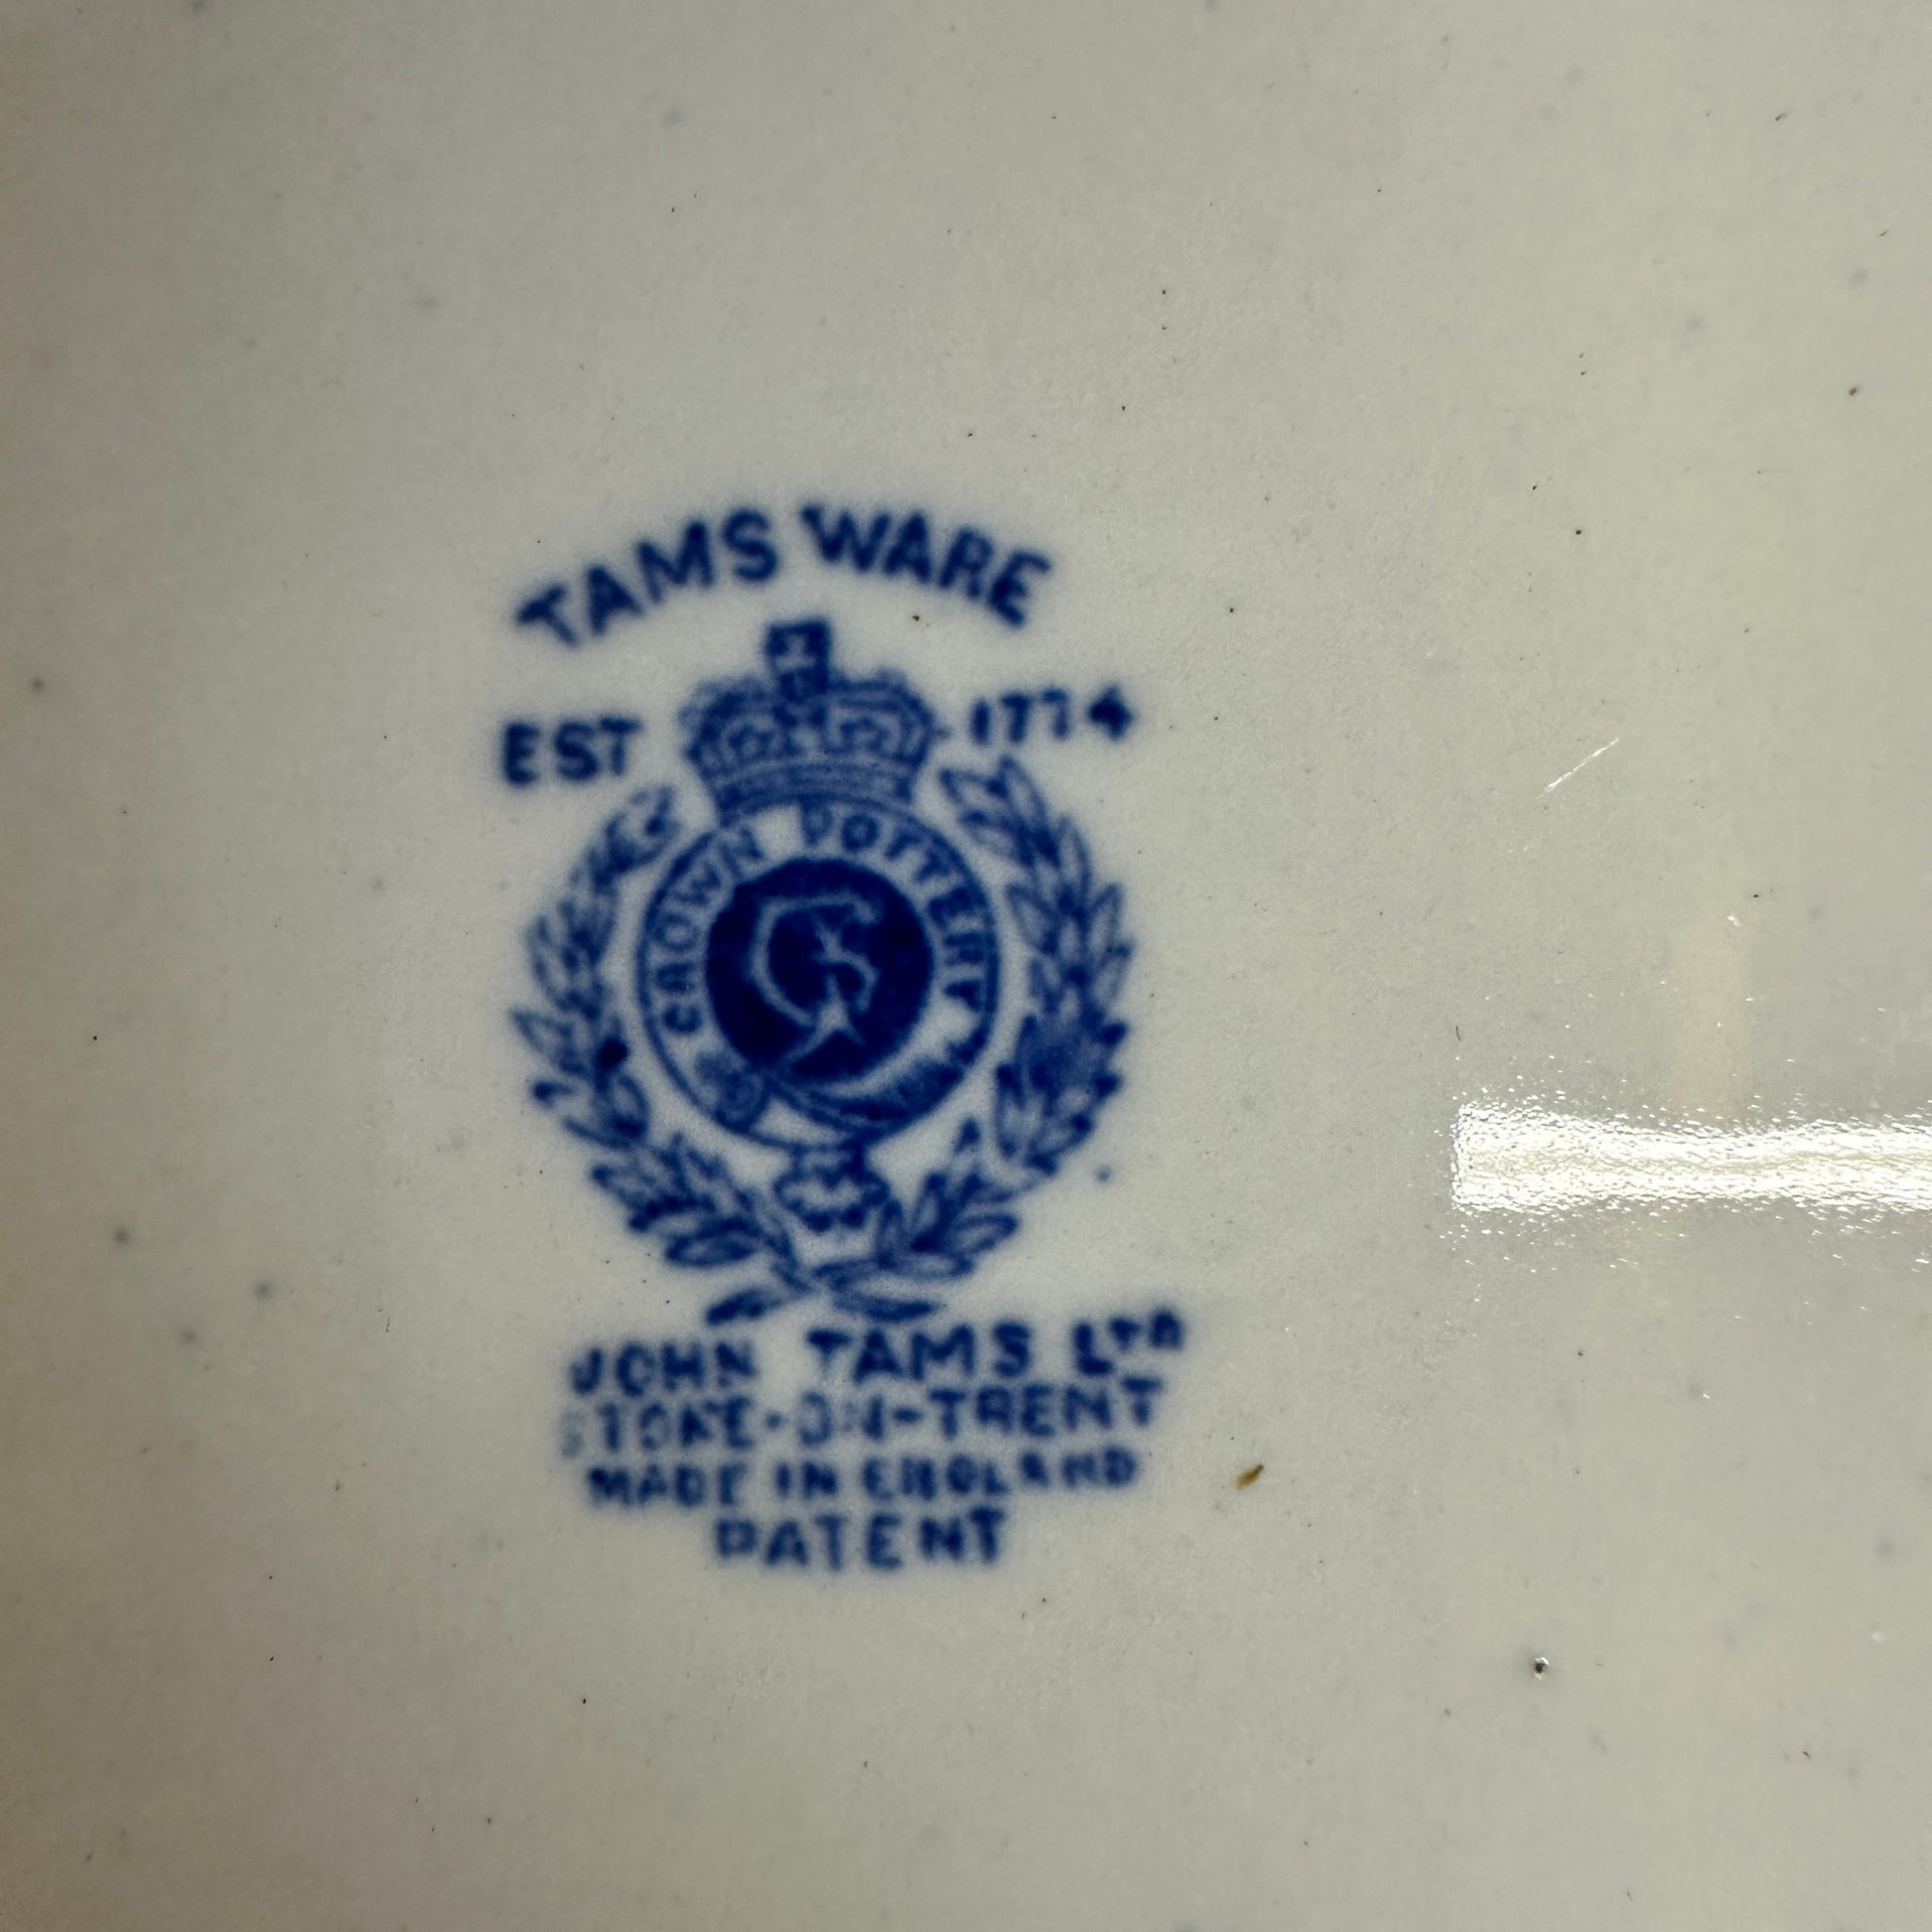 TAMS WARE
EST 1774
CROWN POTTERY
JOHN TAMS LTD
STOKE-ON-TRENT
MADE IN ENGLAND
PATENT